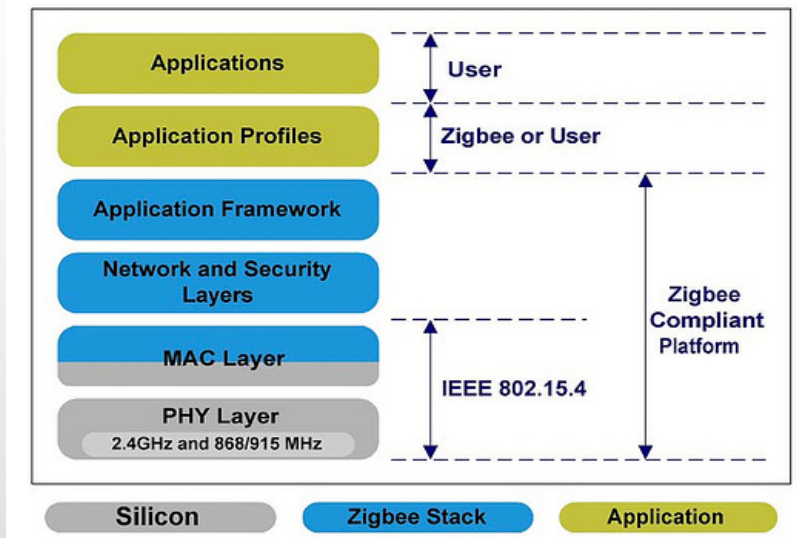 Applications
User
Application Profiles
Zigbee or User
Application Framework
Network and Security
Layers
Zigbee
Compliant
Platform
MAC Layer
IEEE 802.15.4
PHY Layer
2.4GHz and 868/915 MHz
Silicon
Zigbee Stack
Application